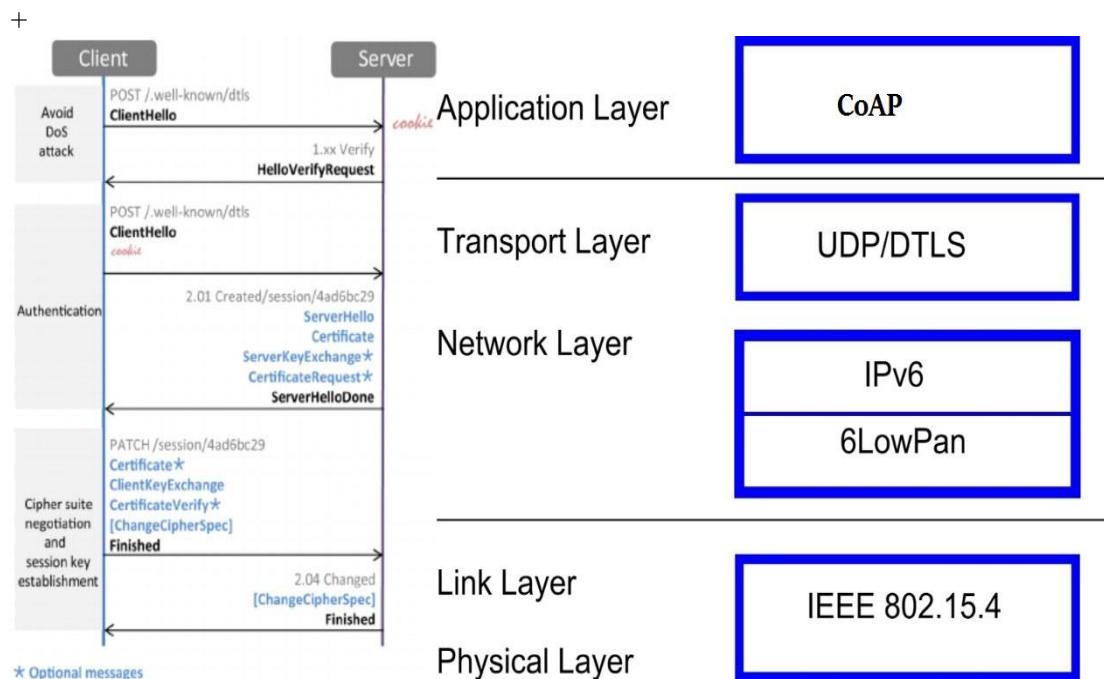 +
Client
Server
Avoid
DoS
attack
POST /.well-known/dtls
ClientHello
cookie
1.xx Verify
HelloVerifyRequest
Authentication
POST /.well-known/dtls
ClientHello
cookie
2.01 Created/session/4ad6bc29
ServerHello
Certificate
ServerKeyExchange*
CertificateRequest*
ServerHelloDone
Cipher suite
negotiation
and
session key
establishment
PATCH /session/4ad6bc29
Certificate*
ClientKeyExchange
CertificateVerify*
[ChangeCipherSpec]
Finished
2.04 Changed
[ChangeCipherSpec]
Finished
* Optional messages
Application Layer
CoAP
Transport Layer
UDP/DTLS
Network Layer
IPv6
6LowPan
Link Layer
IEEE 802.15.4
Physical Layer